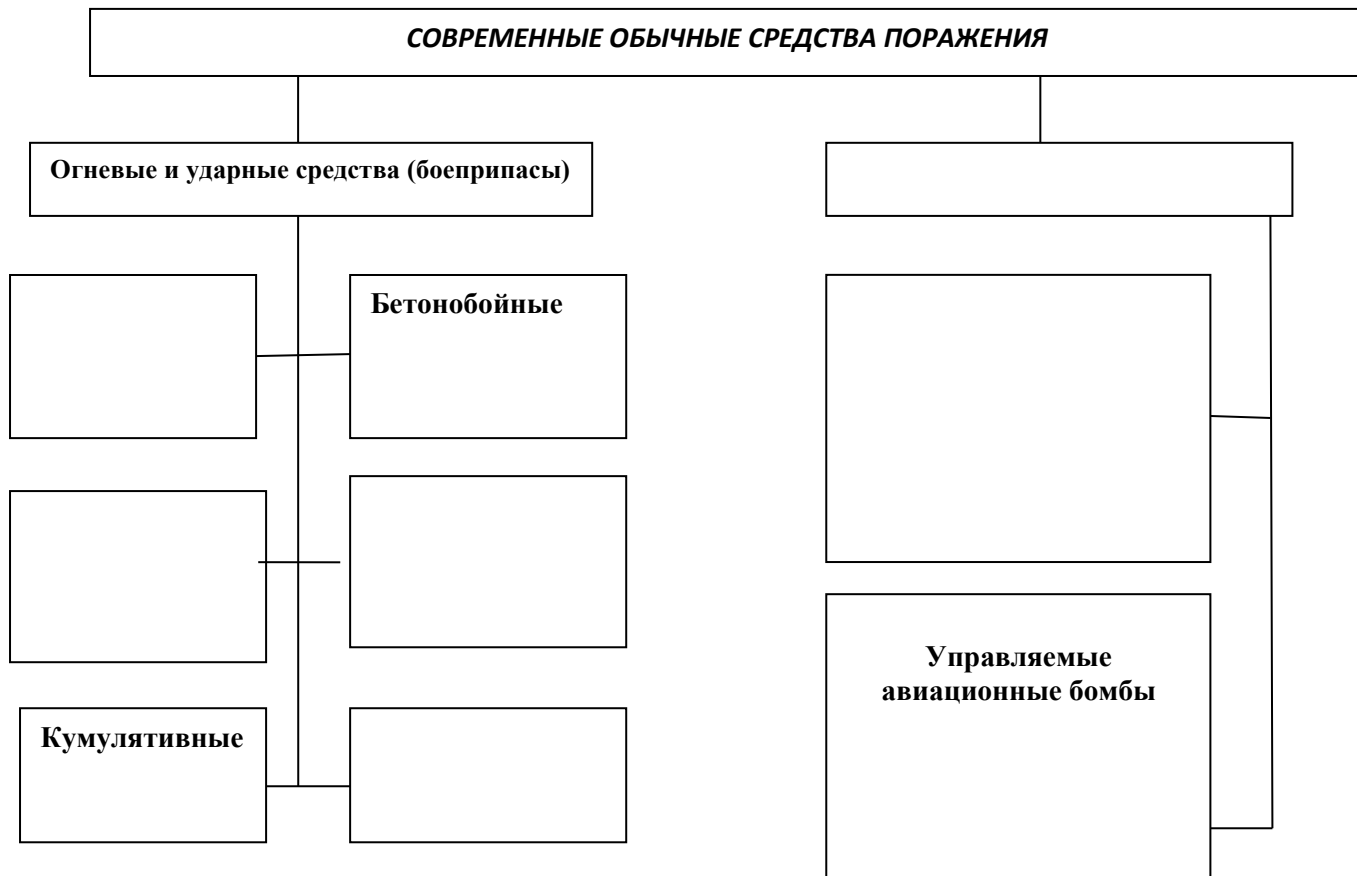 СОВРЕМЕННЫЕ ОБЫЧНЫЕ СРЕДСТВА ПОРАЖЕНИЯ
Огневые и ударные средства (боеприпасы)
Бетонобойные
Кумулятивные
Управляемые
авиационные бомбы